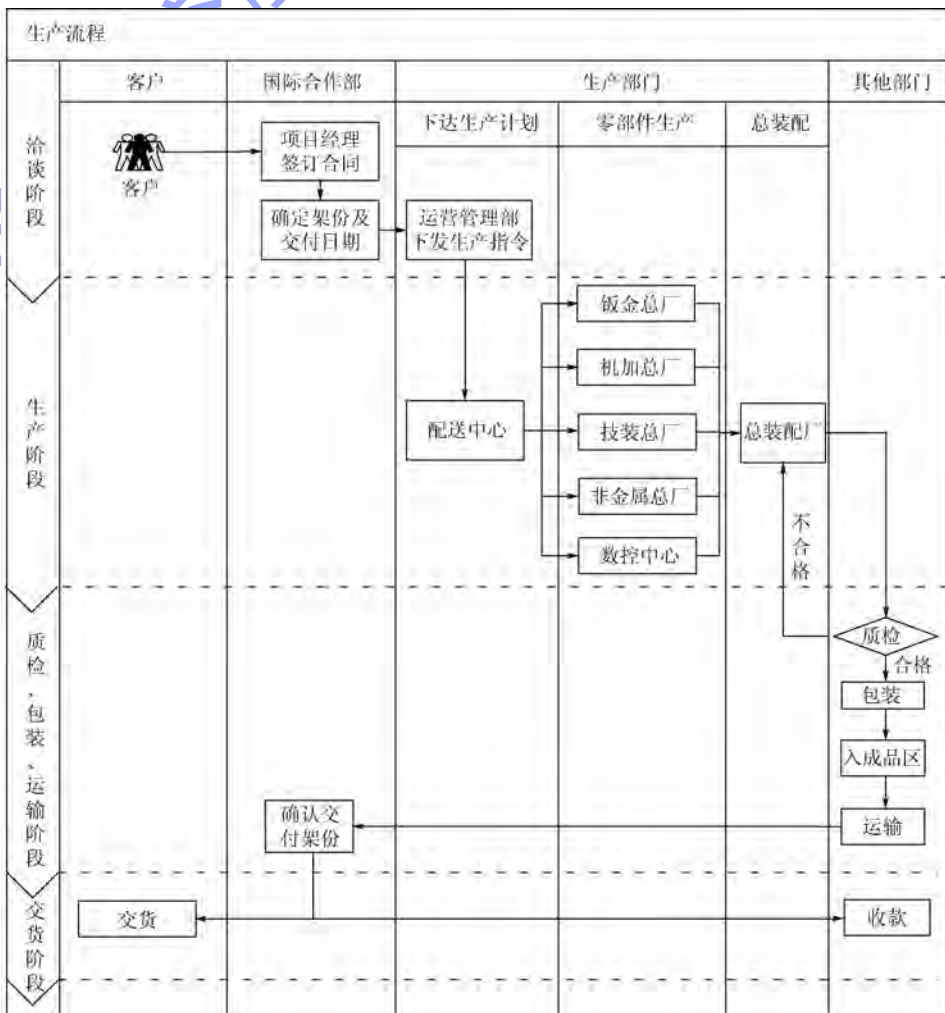 生产流程
客户
国际合作部
生产部门
其他部门
下达生产计划
零部件生产
总装配
洽谈阶段
客户
项目经理
签订合同
确定架份及
交付日期
运营管理部
下发生产指令
生产阶段
配送中心
钣金总厂
机加总厂
技装总厂
非金属总厂
数控中心
总装配厂
不合格
质检、包装、运输阶段
质检
合格
包装
入成品区
运输
确认交
付架份
交货阶段
交货
收款